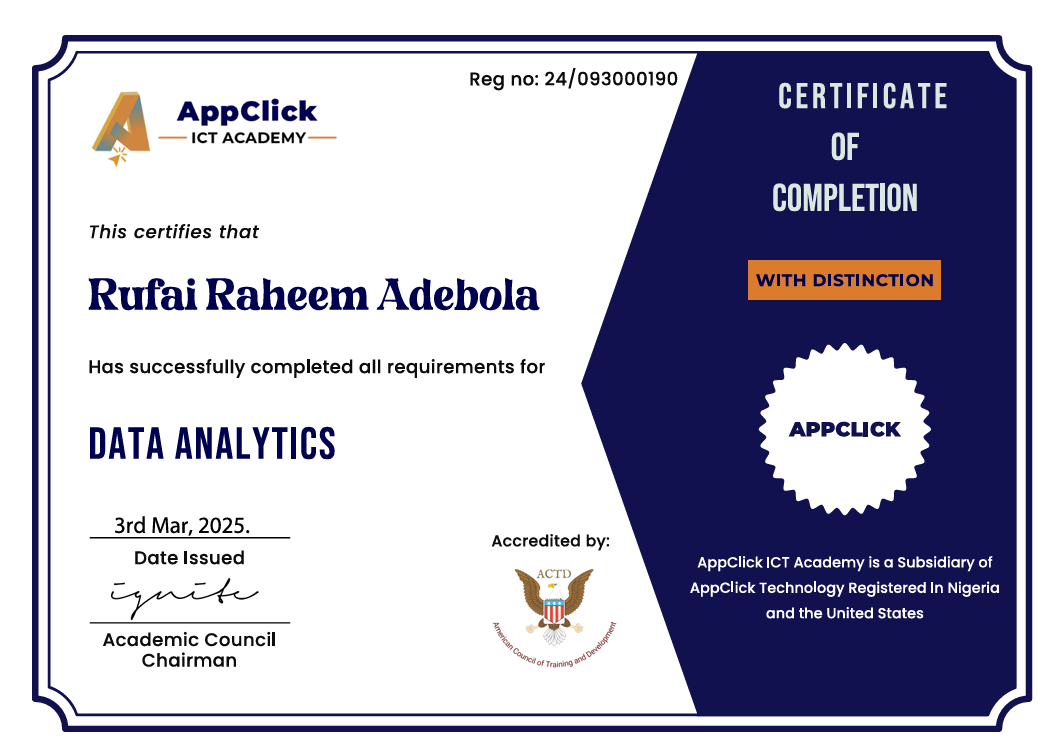 Reg no: 24/093000190
AppClick
ICT ACADEMY
This certifies that
Rufai Raheem Adebola
Has successfully completed all requirements for
DATA ANALYTICS
3rd Mar, 2025.
Date Issued
ignite
Academic Council
Chairman
Accredited by:
ACTD
American Council of Training and Development
CERTIFICATE
OF
COMPLETION
WITH DISTINCTION
APPCLICK
AppClick ICT Academy is a Subsidiary of
AppClick Technology Registered In Nigeria
and the United States